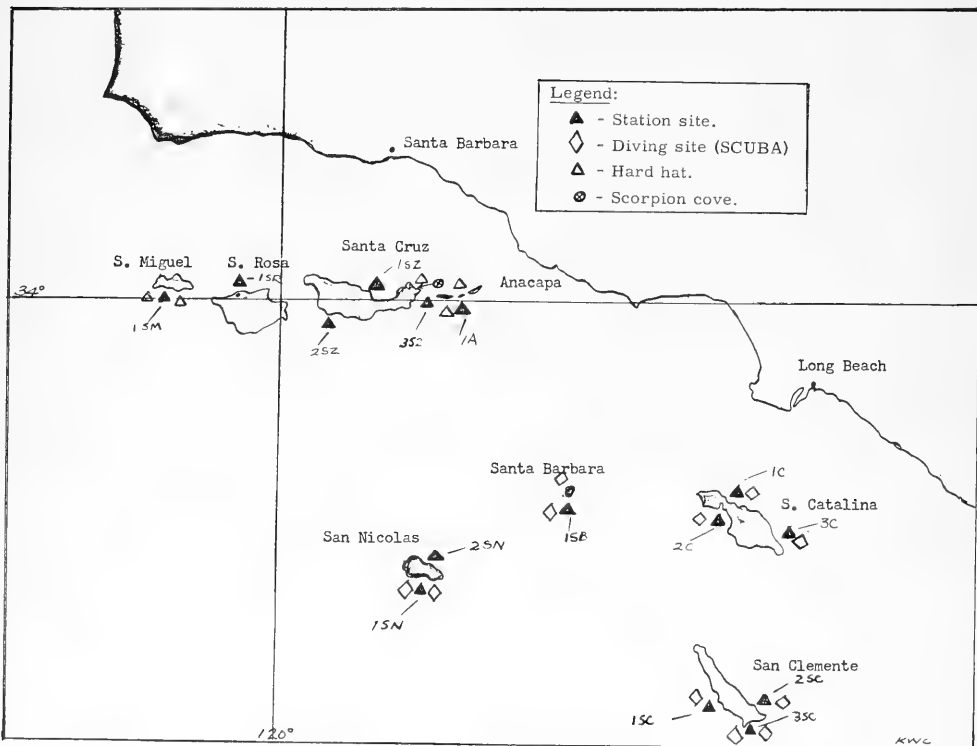 Legend:
- Station site.
- Diving site (SCUBA)
- Hard hat.
- Scorpion cove.
Santa Barbara
Santa Cruz
S. Miguel
S. Rosa
1SR
1SZ
Anacapa
34°
1SM
2SZ
3SZ
1A
Long Beach
Santa Barbara
1C
S. Catalina
3C
2C
1SB
San Nicolas
2SN
1SN
San Clemente
2SC
1SC
3SC
120°
KWC